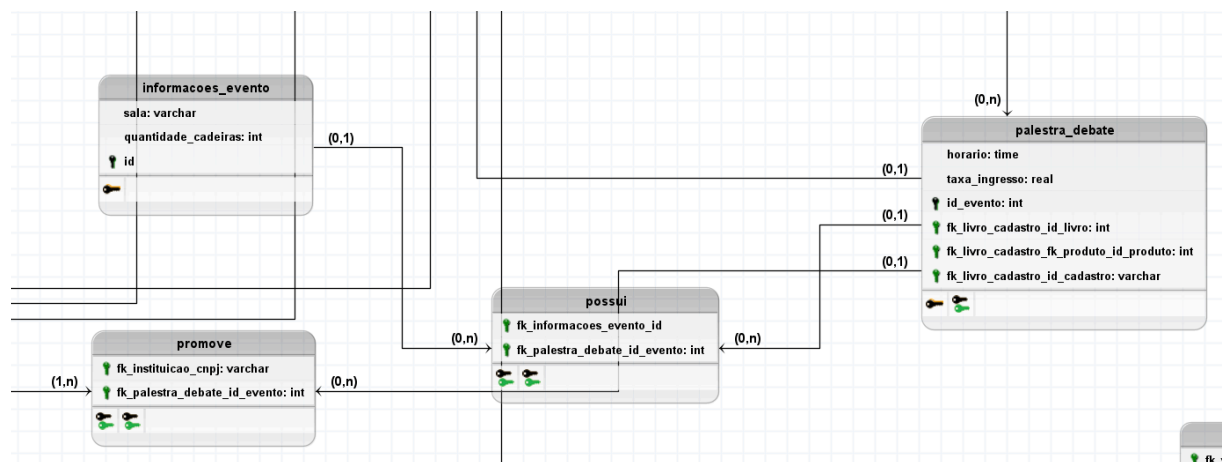 informacoes_evento
sala: varchar
quantidade_cadeiras: int
id
(0,1)
(0,n)
palestra_debate
horario: time
taxa_ingresso: real
id_evento: int
fk_livro_cadastro_id_livro: int
fk_livro_cadastro_fk_produto_id_produto: int
fk_livro_cadastro_id_cadastro: varchar
(0,1)
(0,1)
(0,1)
possui
fk_informacoes_evento_id
fk_palestra_debate_id_evento: int
(0,n)
(0,n)
promove
fk_instituicao_cnpj: varchar
fk_palestra_debate_id_evento: int
(1,n)
(0,n)